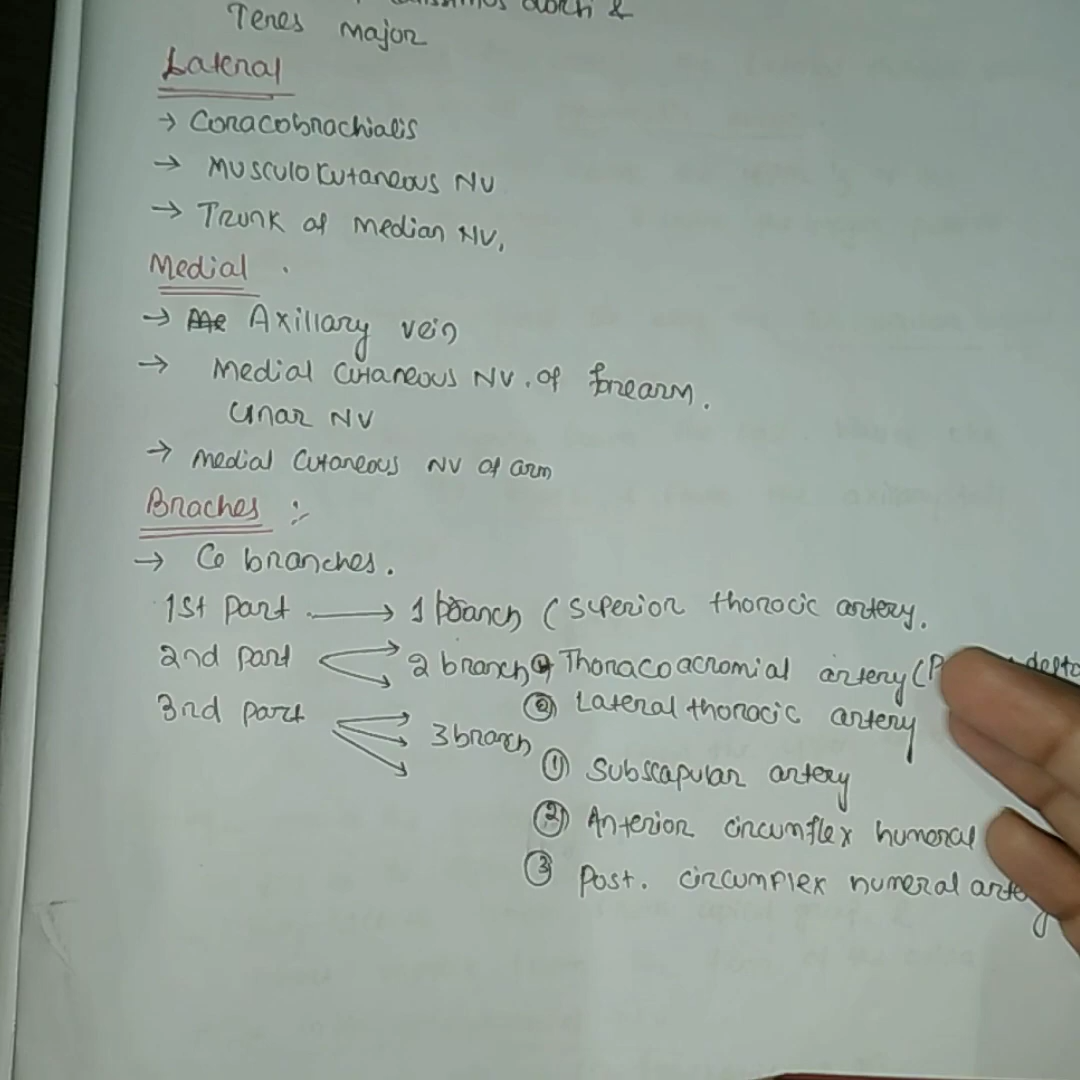 dorsi &
Teres major
Lateral
→ Coracobrachialis
→ Musculocutaneous NV
→ Trunk of median NV,
Medial .
→ Axillary vein
→ Medial cutaneous NV. of forearm.
Ulnar NV
→ medial cutaneous NV of arm
Braches :-
→ 6 branches.
1st part → 1 branch (superior thoracic artery.
2nd part 2 branch ① Thoracoacromial artery (P
② Lateral thoracic artery
3rd part 3 branch
① Subscapular artery
② Anterior circumflex humeral
③ Post. circumflex humeral